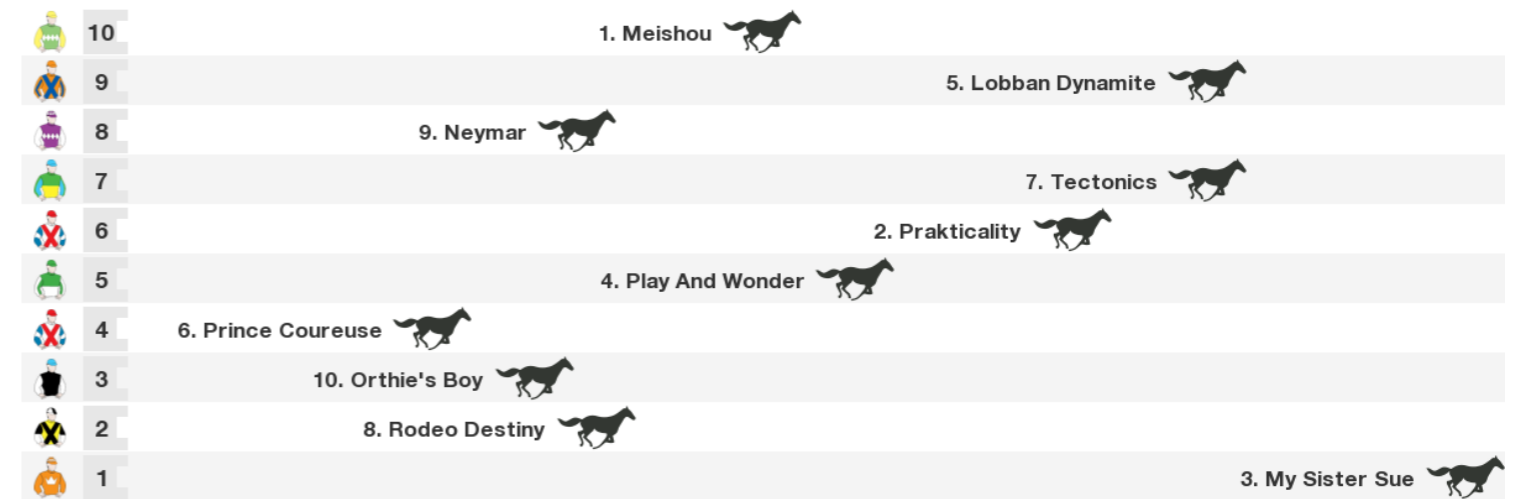 10 1. Meishou
9 5. Lobban Dynamite
8 9. Neymar
7 7. Tectonics
6 2. Prakticality
5 4. Play And Wonder
4 6. Prince Coureuse
3 10. Orthie's Boy
2 8. Rodeo Destiny
1 3. My Sister Sue